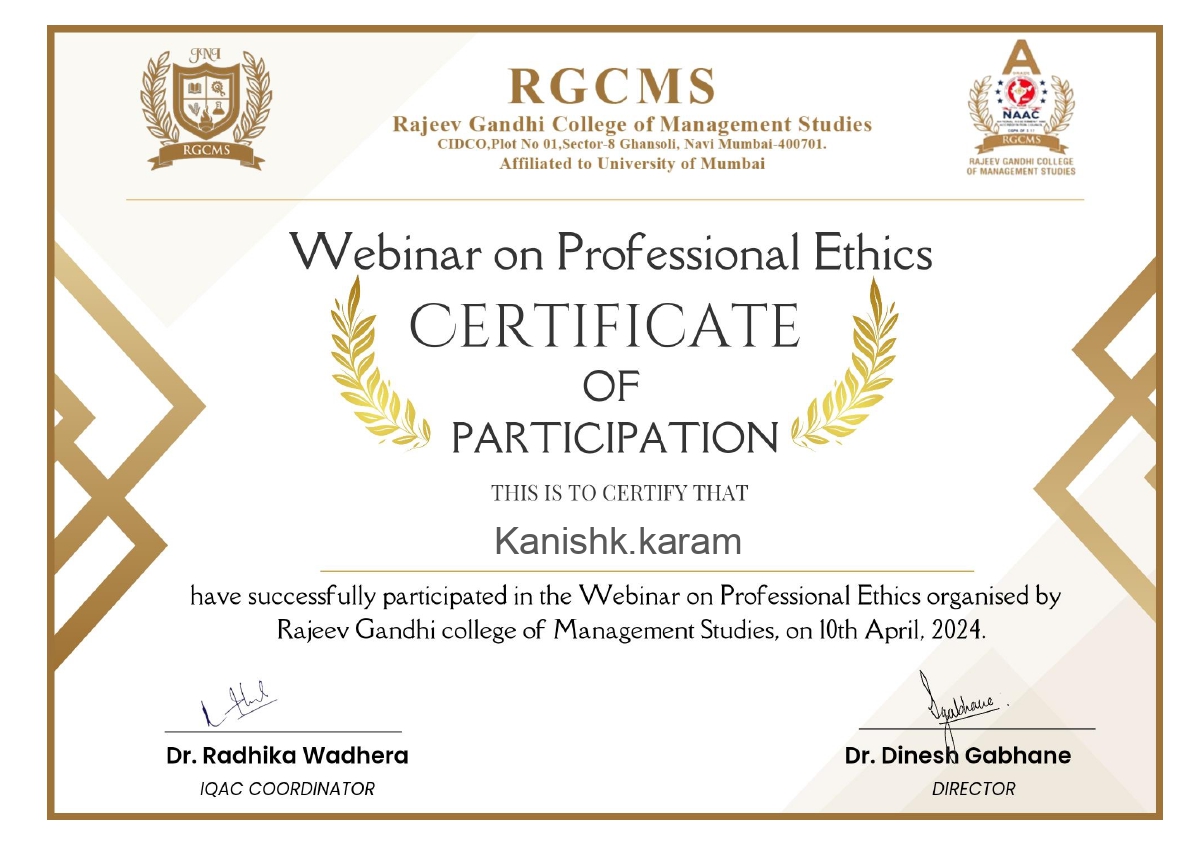 RGCMS
RGCMS
Rajeev Gandhi College of Management Studies
CIDCO,Plot No 01,Sector-8 Ghansoli, Navi Mumbai-400701.
Affiliated to University of Mumbai
A
NAAC
RGCMS
RAJEEV GANDHI COLLEGE
OF MANAGEMENT STUDIES
Webinar on Professional Ethics
CERTIFICATE
OF
PARTICIPATION
THIS IS TO CERTIFY THAT
Kanishk.karam
have successfully participated in the Webinar on Professional Ethics organised by
Rajeev Gandhi college of Management Studies, on 10th April, 2024.
Sgabhane
Dr. Radhika Wadhera
Dr. Dinesh Gabhane
IQAC COORDINATOR
DIRECTOR